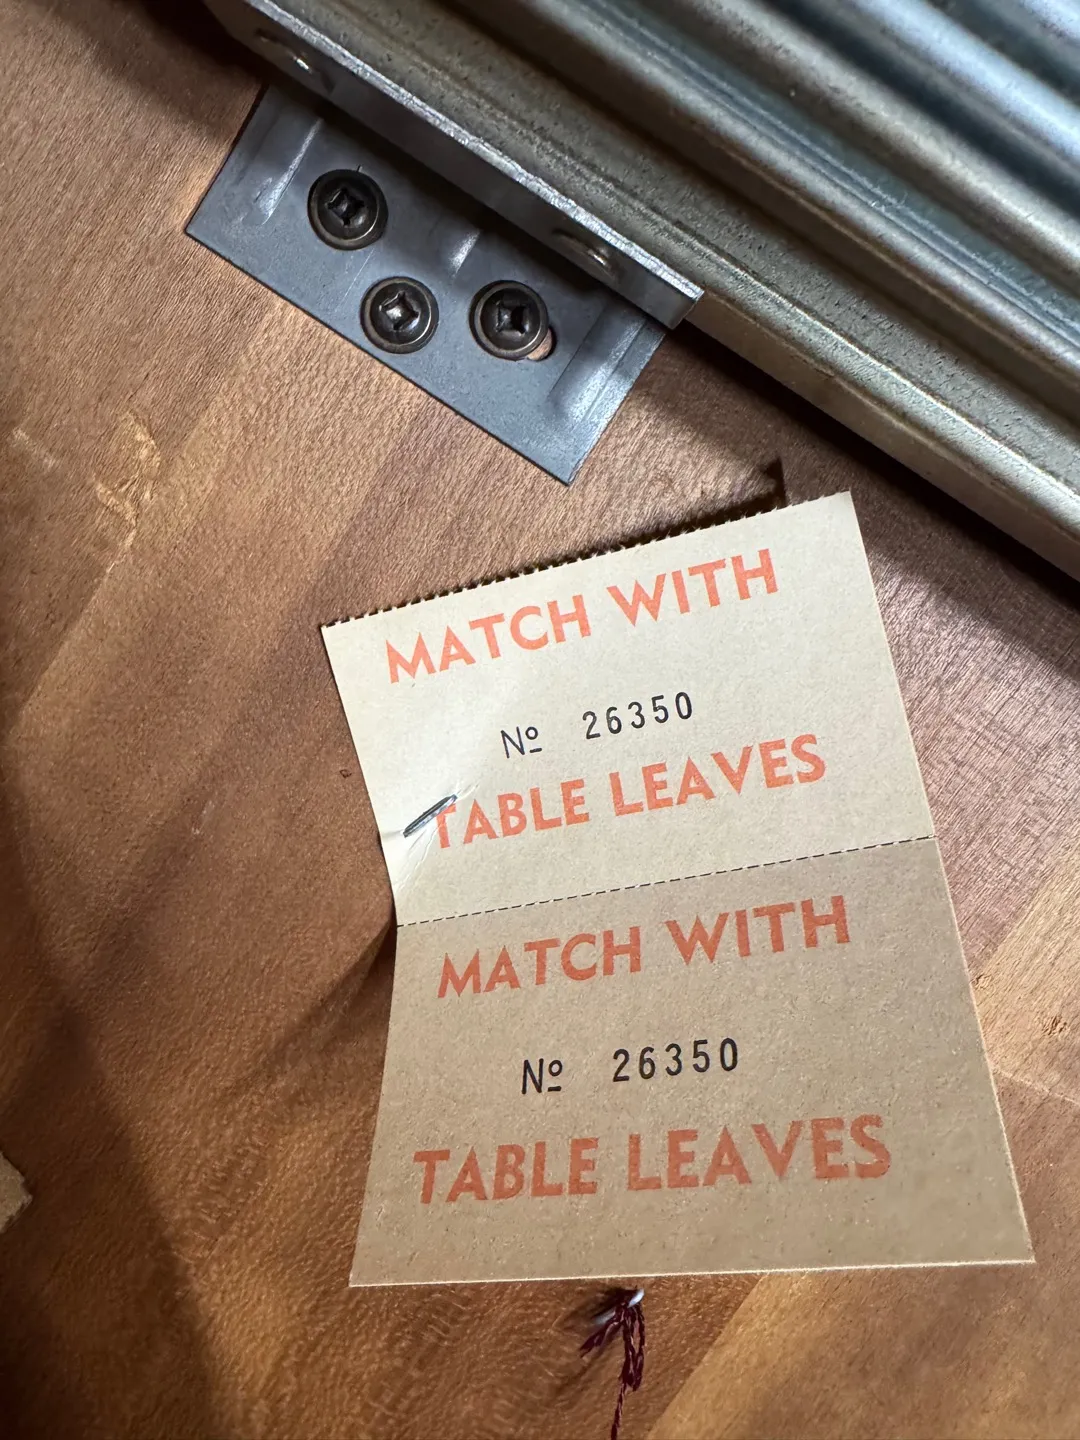 MATCH WITH
Nº 26350
TABLE LEAVES
MATCH WITH
Nº 26350
TABLE LEAVES